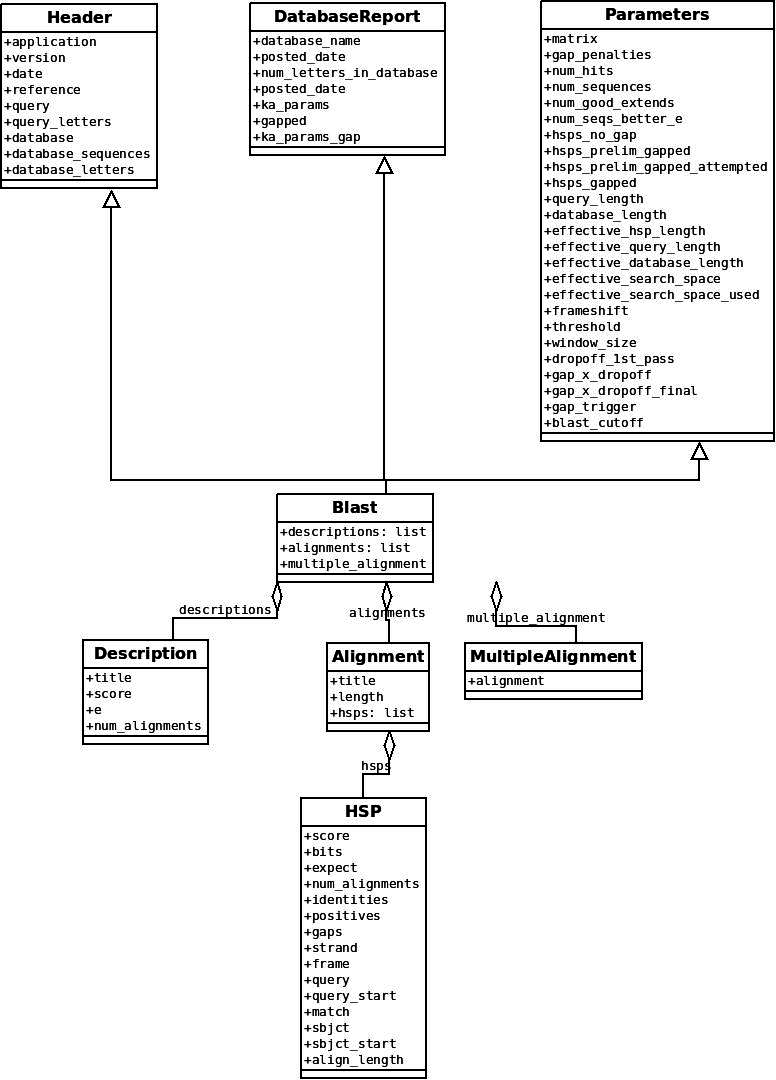 Header
+application
+version
+date
+reference
+query
+query_letters
+database
+database_sequences
+database_letters
DatabaseReport
+database_name
+posted_date
+num_letters_in_database
+posted_date
+ka_params
+gapped
+ka_params_gap
Parameters
+matrix
+gap_penalties
+num_hits
+num_sequences
+num_good_extends
+num_seqs_better_e
+hsps_no_gap
+hsps_prelim_gapped
+hsps_prelim_gapped_attempted
+hsps_gapped
+query_length
+database_length
+effective_hsp_length
+effective_query_length
+effective_database_length
+effective_search_space
+effective_search_space_used
+frameshift
+threshold
+window_size
+dropoff_1st_pass
+gap_x_dropoff
+gap_x_dropoff_final
+gap_trigger
+blast_cutoff
Blast
+descriptions: list
+alignments: list
+multiple_alignment
descriptions
alignments
multiple_alignment
Description
+title
+score
+e
+num_alignments
Alignment
+title
+length
+hsps: list
MultipleAlignment
+alignment
hsps
HSP
+score
+bits
+expect
+num_alignments
+identities
+positives
+gaps
+strand
+frame
+query
+query_start
+match
+sbjct
+sbjct_start
+align_length